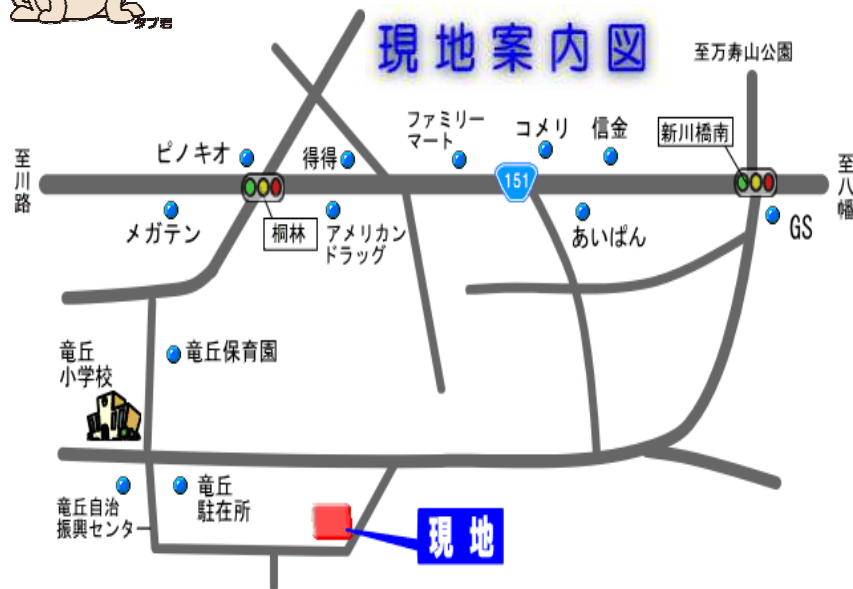 タブ君
現地案内図
至万寿山公園
ファミリー
マート
コメリ
信金
新川橋南
ピノキオ
得得
至川路
151
至八幡
メガテン
桐林
アメリカン
ドラッグ
あいぱん
GS
竜丘
小学校
竜丘保育園
竜丘自治
振興センター
竜丘
駐在所
現地